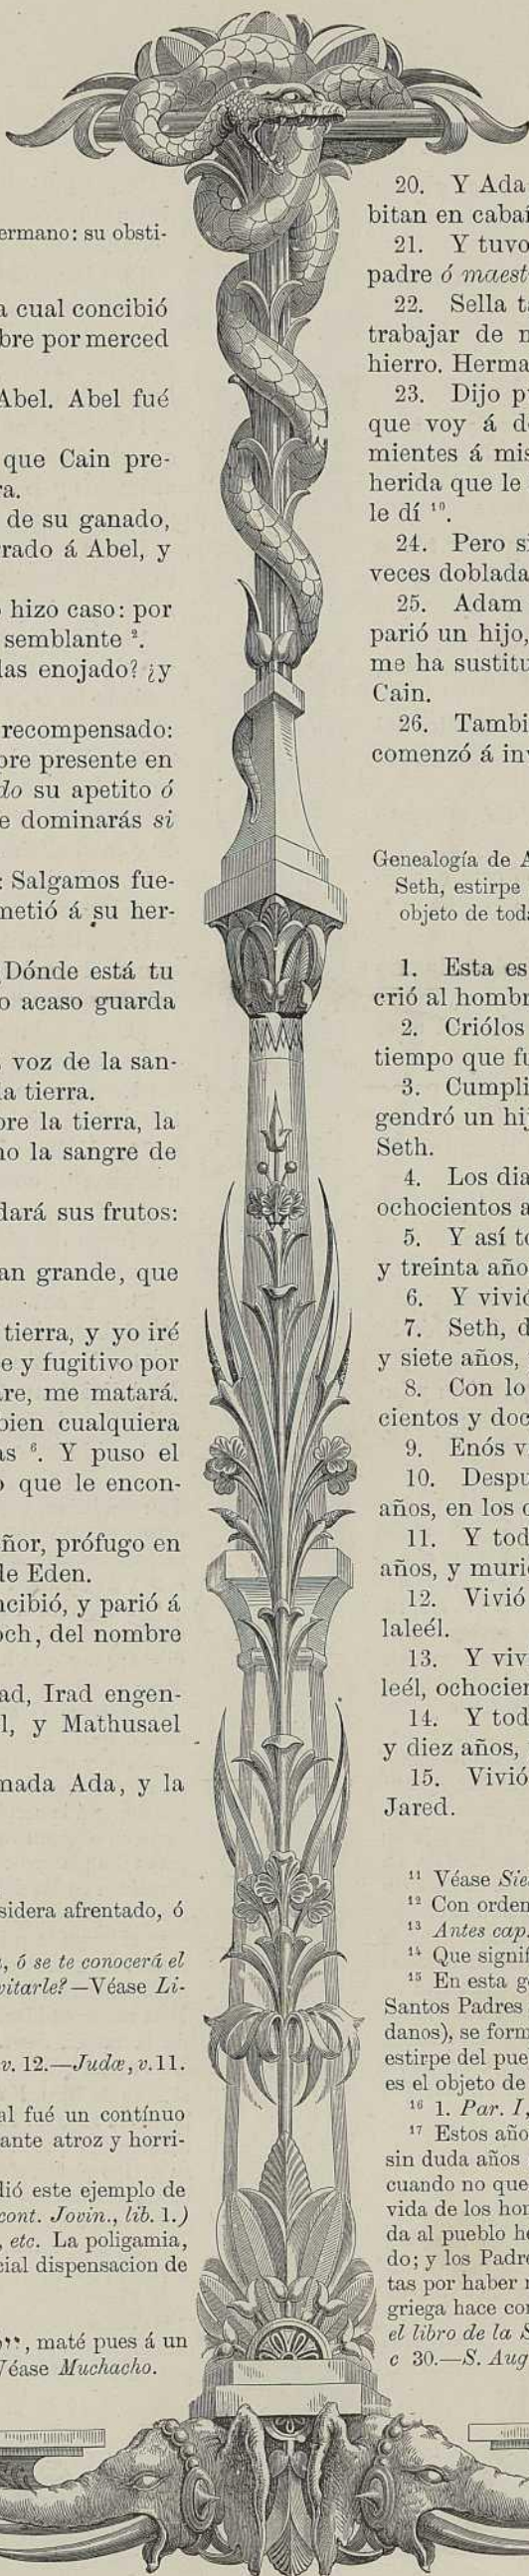 ermano: su obsti-
a cual concibió
bre por merced
Abel. Abel fué
que Cain pre-
ra.
de su ganado,
rado á Abel, y
o hizo caso: por
semblante ².
las enojado? ¿y
recompensado:
bre presente en
do su apetito ó
e dominarás si
: Salgamos fue-
metió á su her-
¿Dónde está tu
o acaso guarda
voz de la san-
la tierra.
bre la tierra, la
no la sangre de
dará sus frutos:
an grande, que
tierra, y yo iré
e y fugitivo por
are, me matará.
bien cualquiera
as ⁶. Y puso el
o que le encon-
ñor, prófugo en
de Eden.
ncibió, y parió á
och, del nombre
ad, Irad engen-
l, y Mathusael
mada Ada, y la
sidera afrentado, ó
, ó se te conocerá el
vitarle?—Véase Li-
v. 12.—Judæ, v. 11.
al fué un contínuo
ante atroz y horri-
dió este ejemplo de
cont. Jovin., lib. 1.)
, etc. La poligamia,
cial dispensacion de
, maté pues á un
Véase Muchacho.
20. Y Ada
bitan en cabañ
21. Y tuvo
padre ó maest
22. Sella ta
trabajar de m
hierro. Herma
23. Dijo p
que voy á d
mientes á mis
herida que le
le dí ¹⁰.
24. Pero si
veces doblada
25. Adam
parió un hijo,
me ha sustitu
Cain.
26. Tambi
comenzó á inv
Genealogía de A
Seth, estirpe
objeto de toda
1. Esta es
crió al hombr
2. Criólos
tiempo que fu
3. Cumpli
gendró un hij
Seth.
4. Los dia
ochocientos a
5. Y así to
y treinta año
6. Y vivió
7. Seth, d
y siete años,
8. Con lo
cientos y doc
9. Enós v
10. Despu
años, en los c
11. Y tod
años, y murió
12. Vivió
laleél.
13. Y viv
leél, ochocien
14. Y tod
y diez años,
15. Vivió
Jared.
¹¹ Véase Sie
¹² Con orden
¹³ Antes cap.
¹⁴ Que signif
¹⁵ En esta g
Santos Padres
danos), se form
estirpe del pue
es el objeto de
¹⁶ 1. Par. I,
¹⁷ Estos año
sin duda años
cuando no que
vida de los hor
da al pueblo he
do; y los Padre
tas por haber
griega hace co
el libro de la S
c 30.—S. Aug